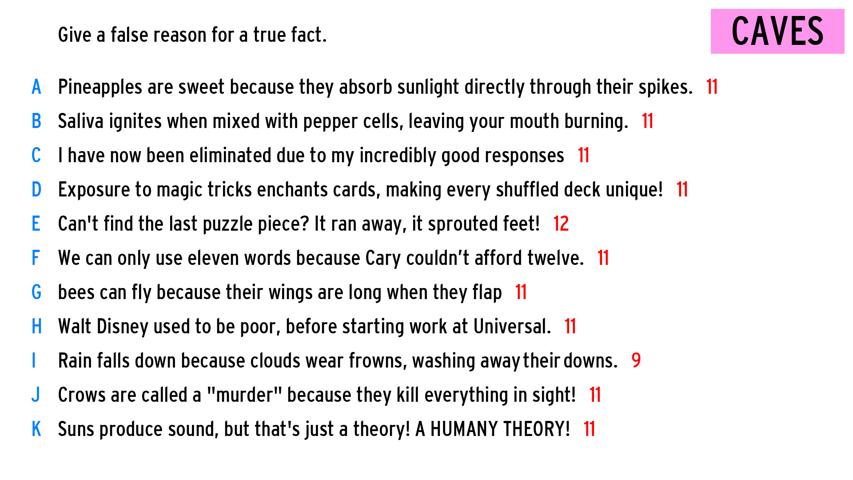 Give a false reason for a true fact.
CAVES
A Pineapples are sweet because they absorb sunlight directly through their spikes. 11
B Saliva ignites when mixed with pepper cells, leaving your mouth burning. 11
C I have now been eliminated due to my incredibly good responses 11
D Exposure to magic tricks enchants cards, making every shuffled deck unique! 11
E Can't find the last puzzle piece? It ran away, it sprouted feet! 12
F We can only use eleven words because Cary couldn’t afford twelve. 11
G bees can fly because their wings are long when they flap 11
H Walt Disney used to be poor, before starting work at Universal. 11
I Rain falls down because clouds wear frowns, washing away their downs. 9
J Crows are called a "murder" because they kill everything in sight! 11
K Suns produce sound, but that's just a theory! A HUMANY THEORY! 11